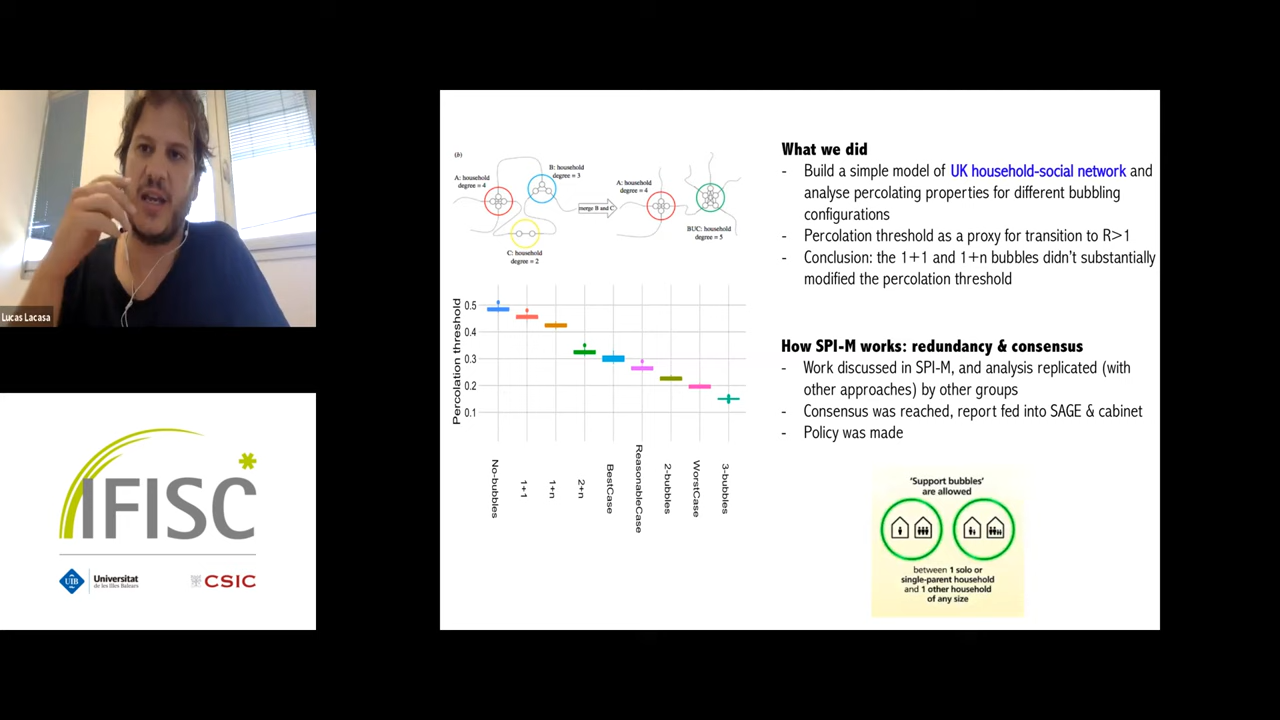 Lucas Lacasa
IFISC
UIB
Universitat
de les Illes Balears
CSIC
(b)
A: household
degree = 4
B: household
degree = 3
C: household
degree = 2
merge B and C
A: household
degree = 4
BUC: household
degree = 5
Percolation threshold
0.5
0.4
0.3
0.2
0.1
No-bubbles
1+1
1+n
2+n
BestCase
ReasonableCase
2-bubbles
WorstCase
3-bubbles
What we did
- Build a simple model of UK household-social network and
analyse percolating properties for different bubbling
configurations
- Percolation threshold as a proxy for transition to R>1
- Conclusion: the 1+1 and 1+n bubbles didn't substantially
modified the percolation threshold
How SPI-M works: redundancy & consensus
- Work discussed in SPI-M, and analysis replicated (with
other approaches) by other groups
- Consensus was reached, report fed into SAGE & cabinet
- Policy was made
'Support bubbles'
are allowed
between 1 solo or
single-parent household
and 1 other household
of any size